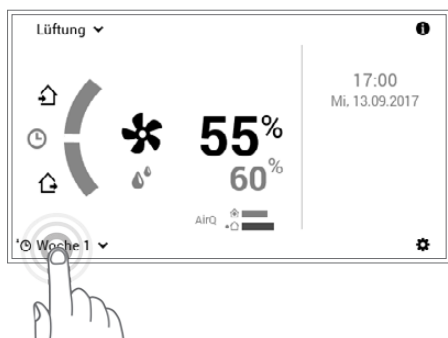 Lüftung
17:00
Mi, 13.09.2017
55%
60%
AirQ
Woche 1